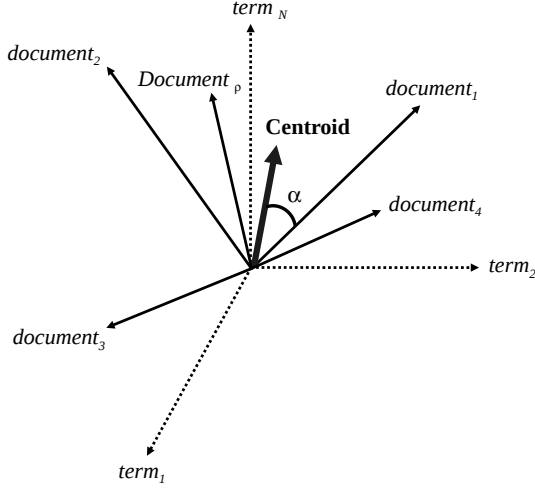 term N
document2
Document ρ
document1
Centroid
α
document4
term2
document3
term1